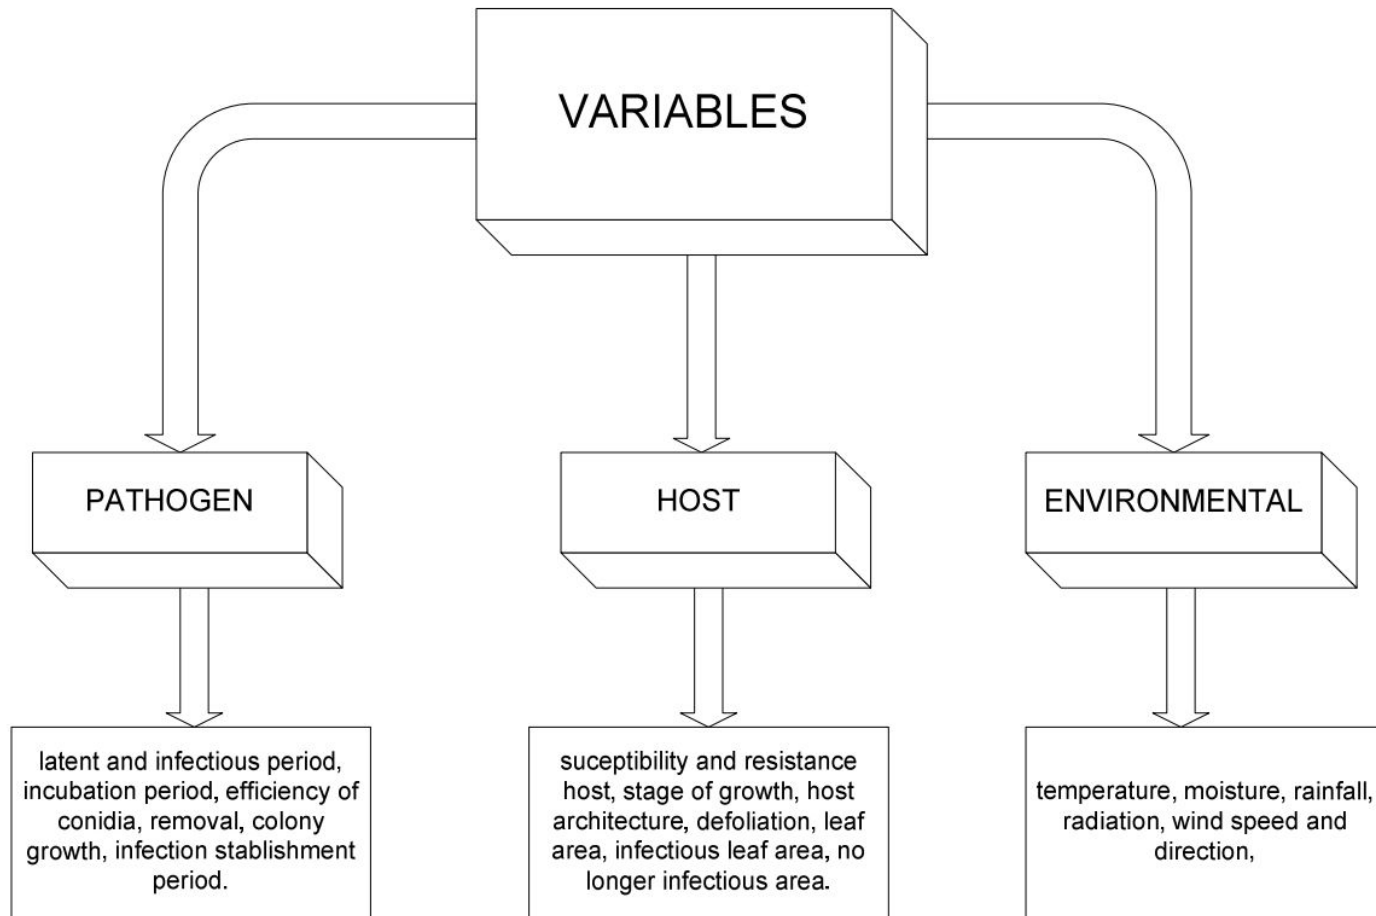 VARIABLES
PATHOGEN
HOST
ENVIRONMENTAL
latent and infectious period,
incubation period, efficiency of
conidia, removal, colony
growth, infection stablishment
period.
suceptibility and resistance
host, stage of growth, host
architecture, defoliation, leaf
area, infectious leaf area, no
longer infectious area.
temperature, moisture, rainfall,
radiation, wind speed and
direction,